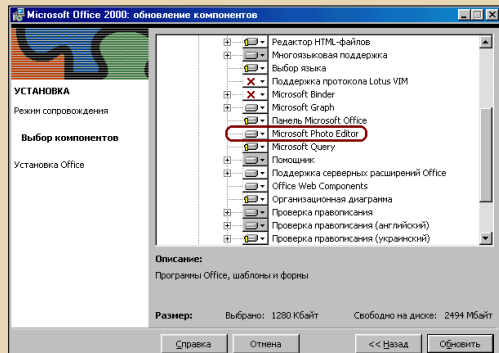 Microsoft Office 2000: обновление компонентов
УСТАНОВКА
Режим сопровождения
Выбор компонентов
Установка Office
Редактор HTML-файлов
Многоязыковая поддержка
Выбор языка
Поддержка протокола Lotus VIM
Microsoft Binder
Microsoft Graph
Панель Microsoft Office
Microsoft Photo Editor
Microsoft Query
Помощник
Поддержка серверных расширений Office
Office Web Components
Организационная диаграмма
Проверка правописания
Проверка правописания (английский)
Проверка правописания (украинский)
Описание:
Программы Office, шаблоны и формы
Размер: Выбрано: 1280 Кбайт Свободно на диске: 2494 Мбайт
Справка Отмена << Назад Обновить